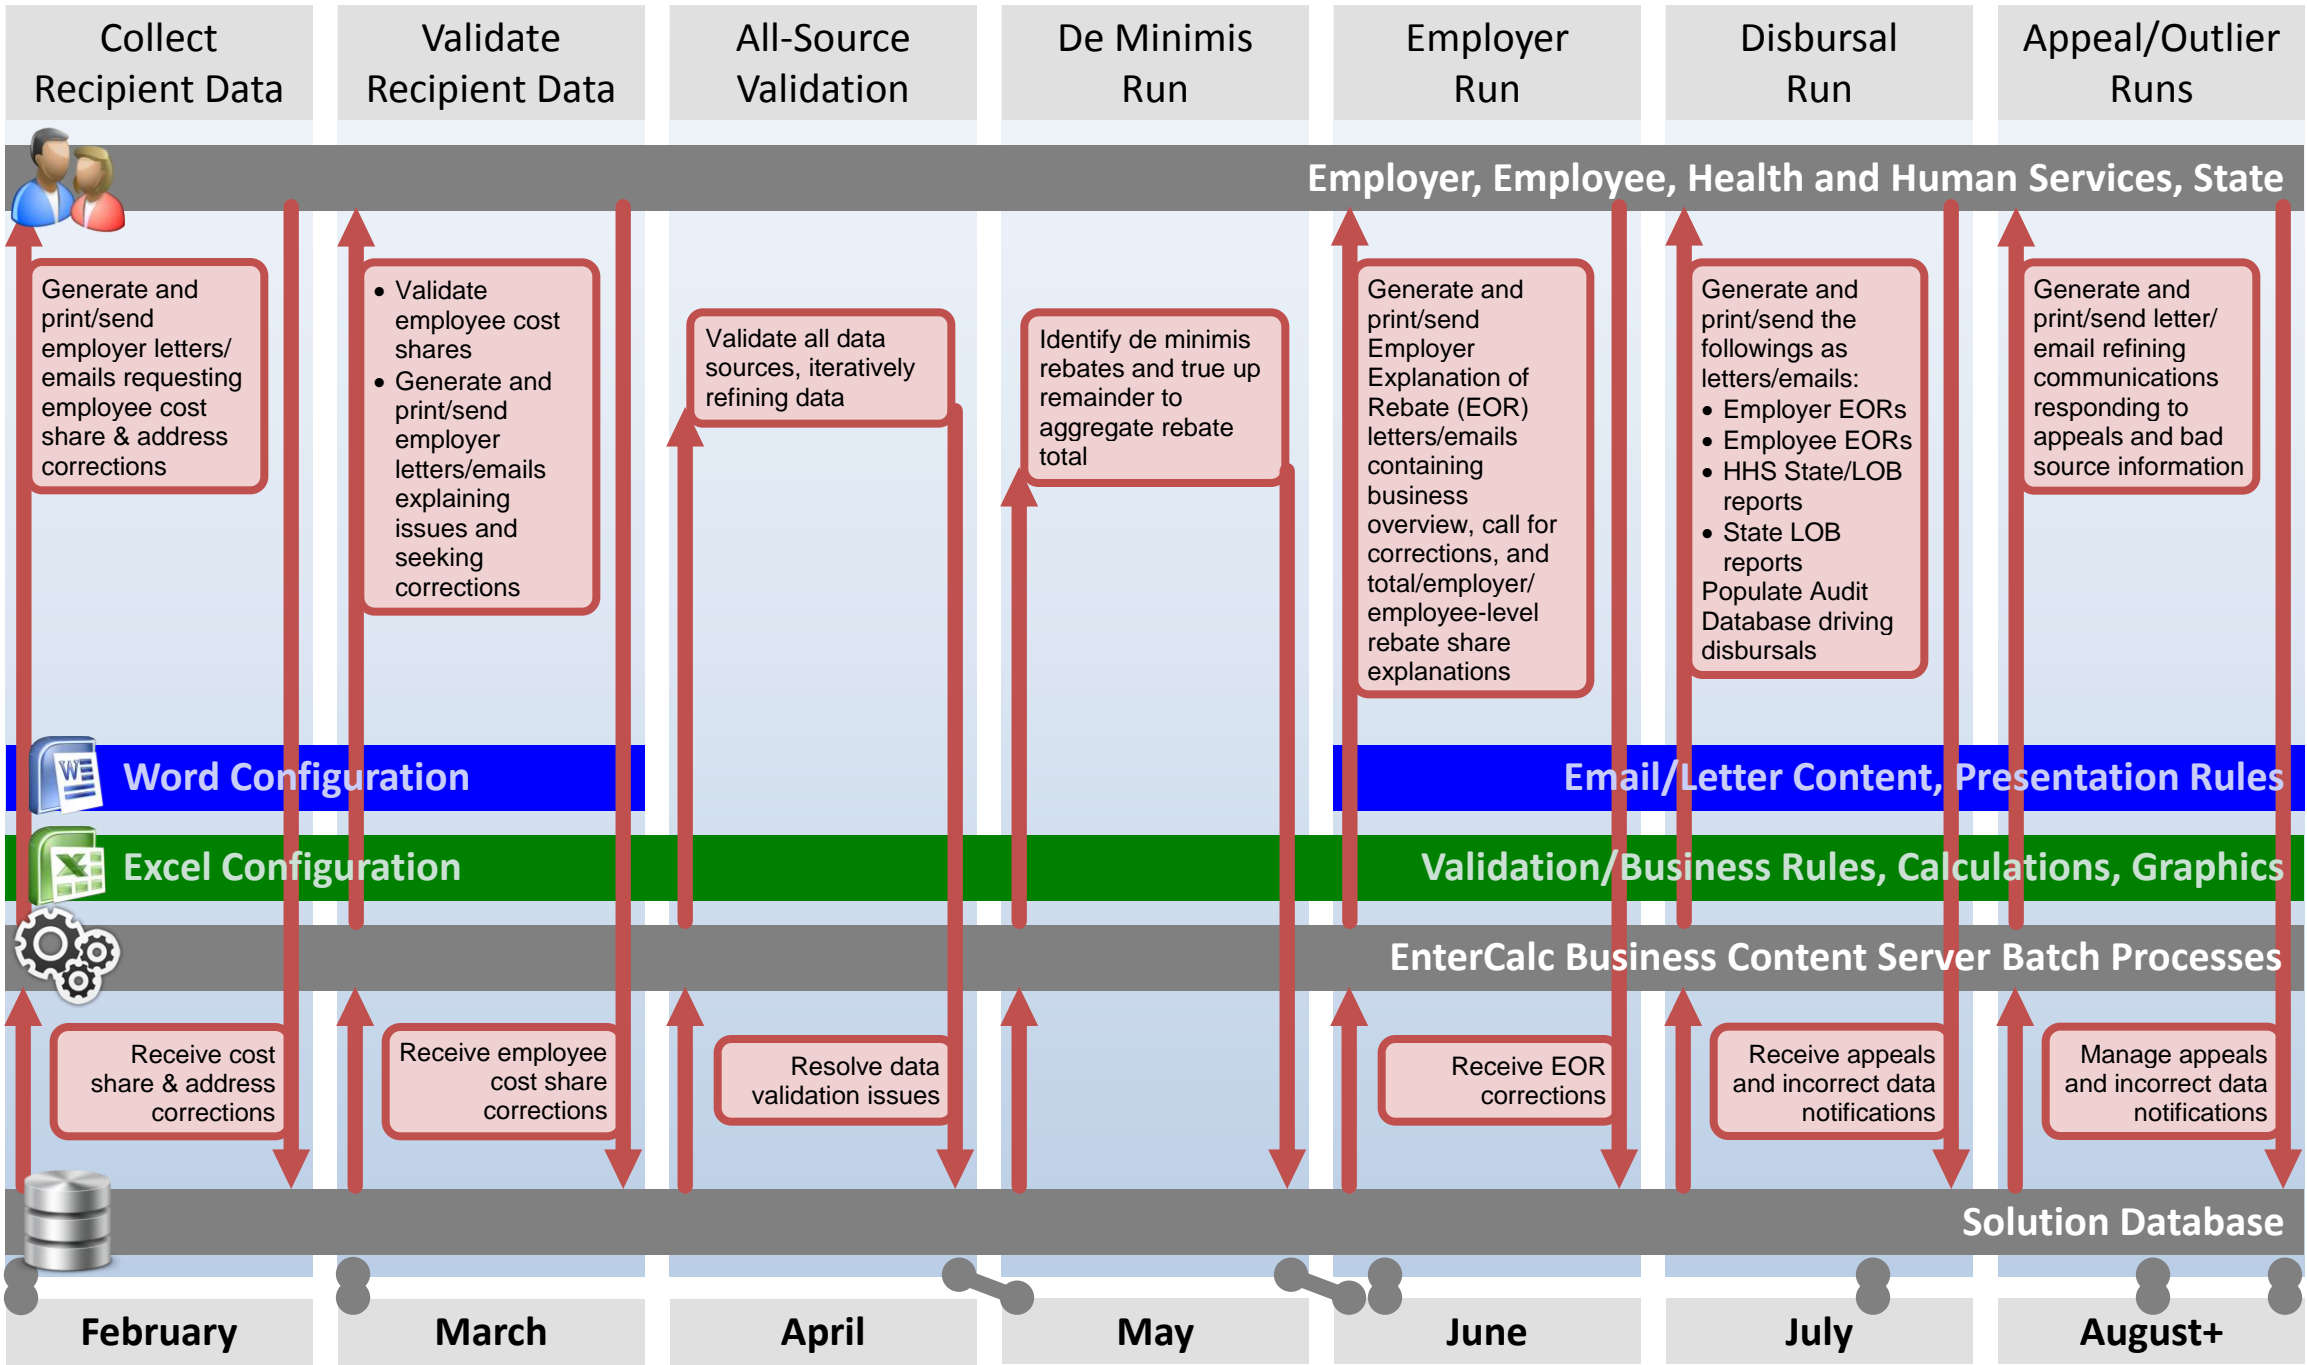 Collect
Recipient Data
Validate
Recipient Data
All-Source
Validation
De Minimis
Run
Employer
Run
Disbursal
Run
Appeal/Outlier
Runs
Employer, Employee, Health and Human Services, State
Generate and
print/send
employer letters/
emails requesting
employee cost
share & address
corrections
• Validate
employee cost
shares
• Generate and
print/send
employer
letters/emails
explaining
issues and
seeking
corrections
Validate all data
sources, iteratively
refining data
Identify de minimis
rebates and true up
remainder to
aggregate rebate
total
Generate and
print/send
Employer
Explanation of
Rebate (EOR)
letters/emails
containing
business
overview, call for
corrections, and
total/employer/
employee-level
rebate share
explanations
Generate and
print/send the
followings as
letters/emails:
• Employer EORs
• Employee EORs
• HHS State/LOB
reports
• State LOB
reports
Populate Audit
Database driving
disbursals
Generate and
print/send letter/
email refining
communications
responding to
appeals and bad
source information
Word Configuration
Email/Letter Content, Presentation Rules
Excel Configuration
Validation/Business Rules, Calculations, Graphics
EnterCalc Business Content Server Batch Processes
Receive cost
share & address
corrections
Receive employee
cost share
corrections
Resolve data
validation issues
Receive EOR
corrections
Receive appeals
and incorrect data
notifications
Manage appeals
and incorrect data
notifications
Solution Database
February
March
April
May
June
July
August+